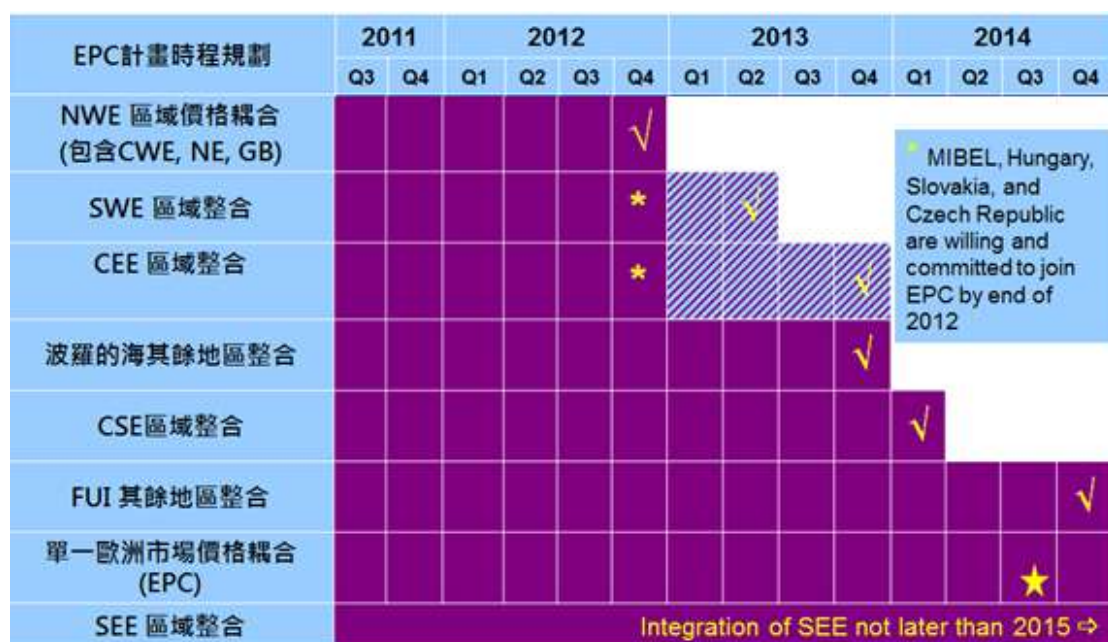 EPC計畫時程規劃
2011 2012 2013 2014
Q3 Q4 Q1 Q2 Q3 Q4 Q1 Q2 Q3 Q4 Q1 Q2 Q3 Q4
NWE 區域價格耦合
(包含CWE, NE, GB)
√
SWE 區域整合
* √
CEE 區域整合
* √
* MIBEL, Hungary,
Slovakia, and
Czech Republic
are willing and
committed to join
EPC by end of
2012
波羅的海其餘地區整合
√
CSE區域整合
√
FUI 其餘地區整合
√
單一歐洲市場價格耦合
(EPC)
★
SEE 區域整合
Integration of SEE not later than 2015 ⇨